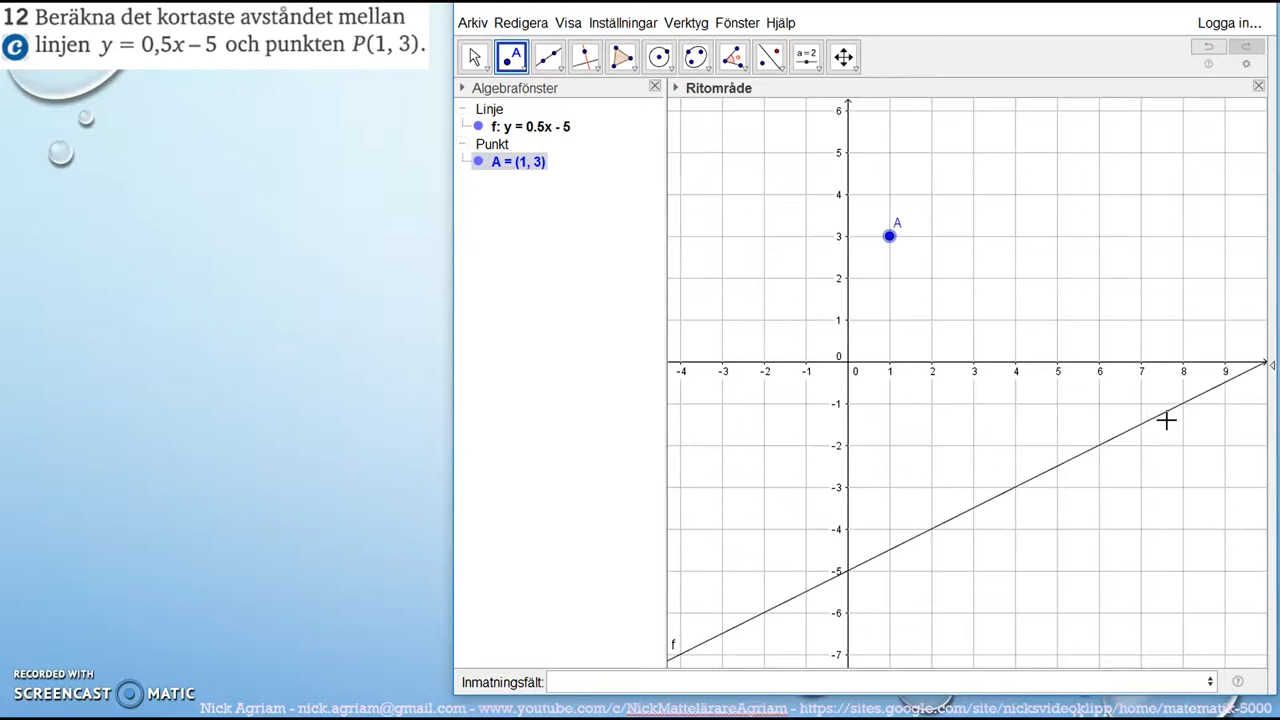 12 Beräkna det kortaste avståndet mellan
C linjen y = 0,5x – 5 och punkten P(1, 3).
Arkiv Redigera Visa Inställningar Verktyg Fönster Hjälp
Logga in...
A
a=2
Algebrafönster
Ritområde
Linje
f: y = 0.5x - 5
Punkt
A = (1, 3)
6
5
4
A
3
2
1
0
-4 -3 -2 -1 0 1 2 3 4 5 6 7 8 9
-1
-2
-3
-4
-5
-6
f
-7
Inmatningsfält:
RECORDED WITH
SCREENCAST MATIC
Nick Agriam - nick.agriam@gmail.com - www.youtube.com/c/NickMattelärareAgriam - https://sites.google.com/site/nicksvideoklipp/home/matematik-5000